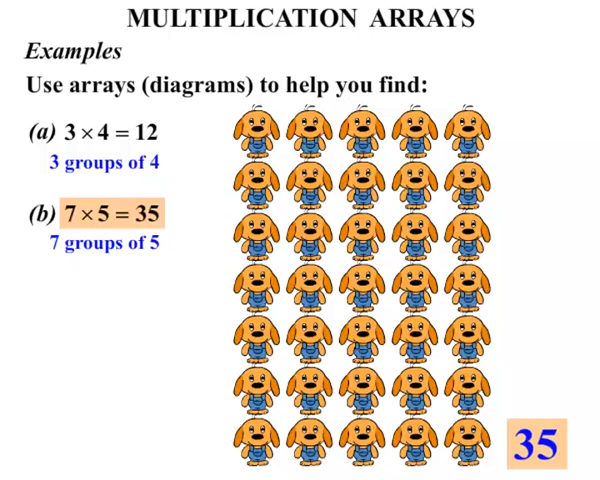 MULTIPLICATION ARRAYS
Examples
Use arrays (diagrams) to help you find:
(a) 3 × 4 = 12
3 groups of 4
(b) 7 × 5 = 35
7 groups of 5
35